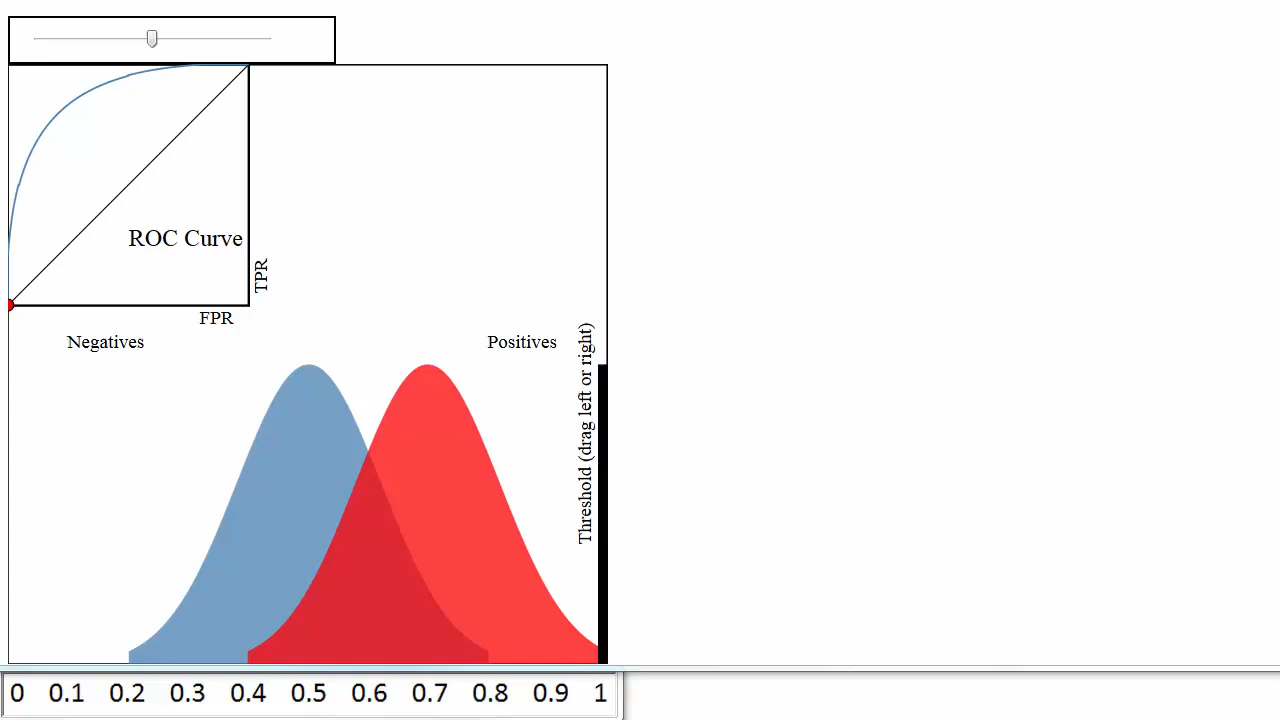 ROC Curve
TPR
FPR
Negatives
Positives
Threshold (drag left or right)
0 0.1 0.2 0.3 0.4 0.5 0.6 0.7 0.8 0.9 1